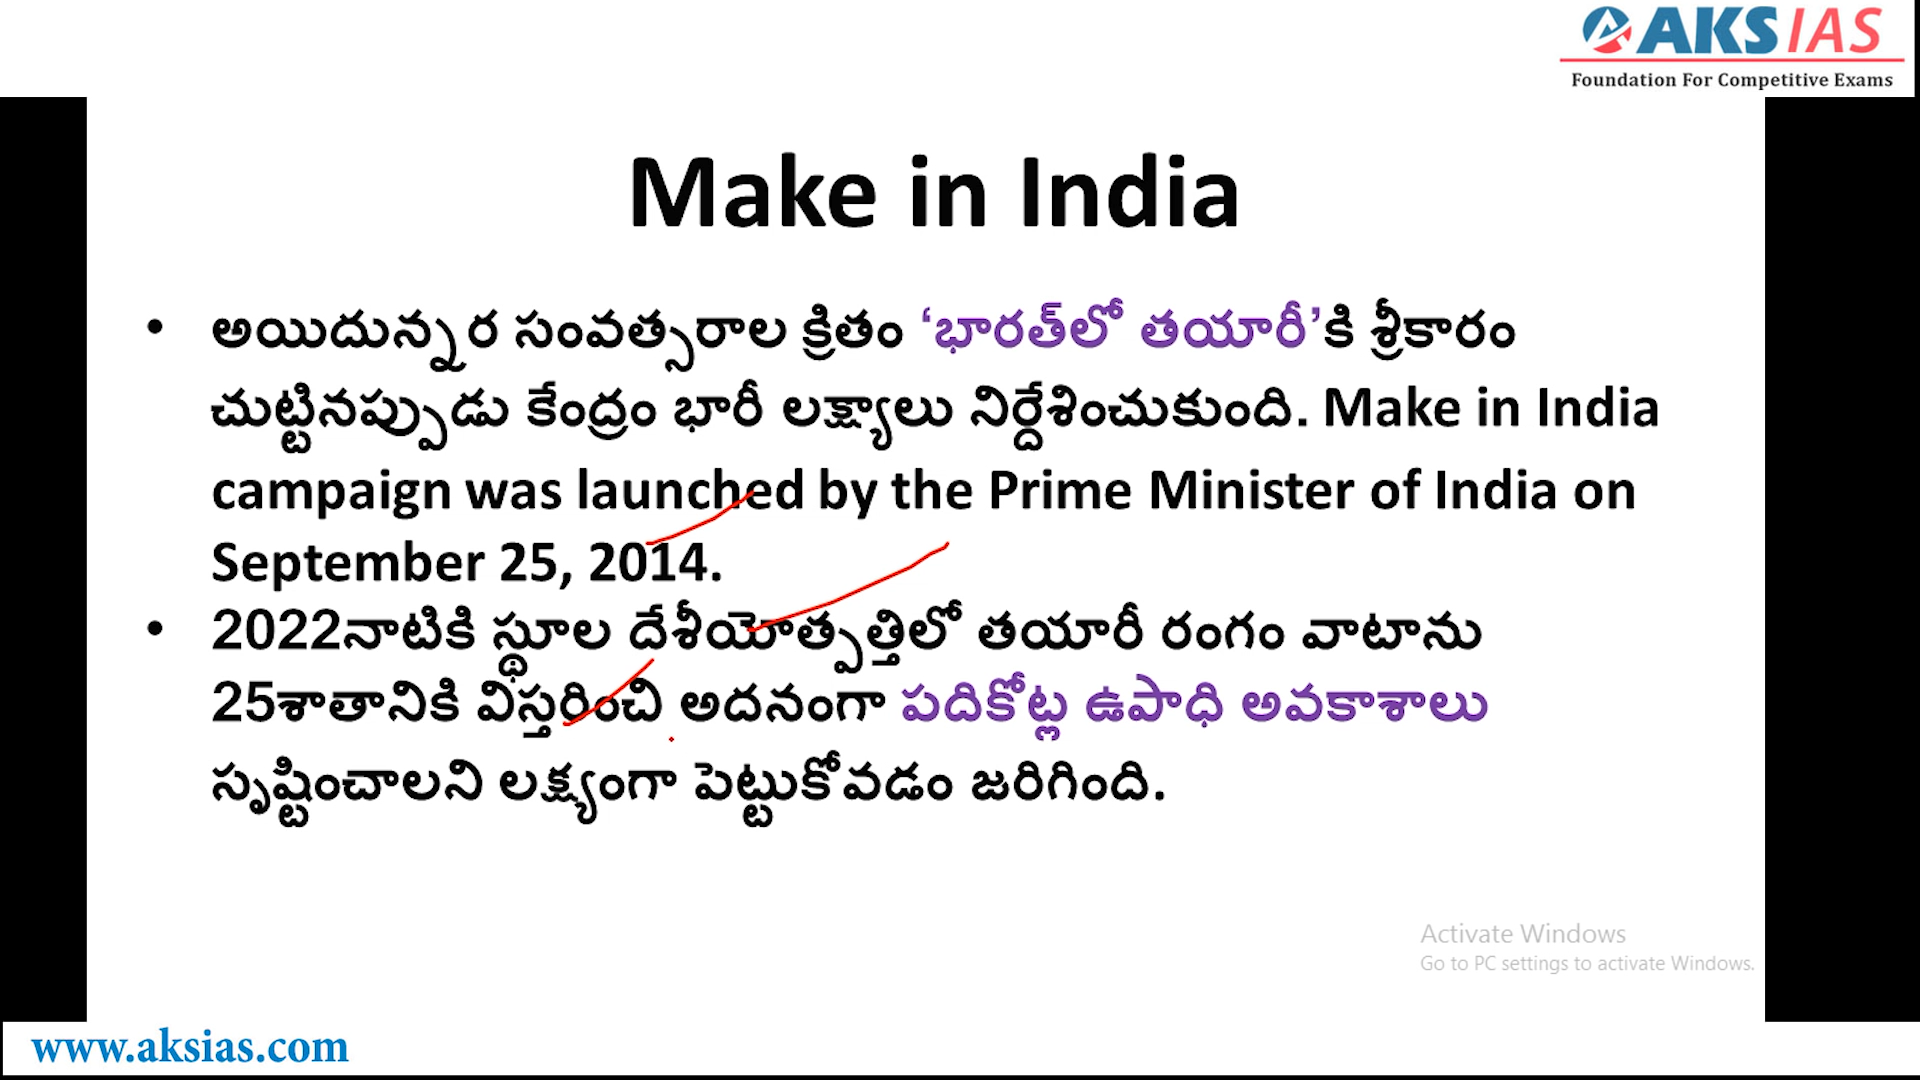 AKS IAS
Foundation For Competitive Exams
Make in India
• అయిదున్నర సంవత్సరాల క్రితం ‘భారత్‌లో తయారీ’కి శ్రీకారం
చుట్టినప్పుడు కేంద్రం భారీ లక్ష్యాలు నిర్దేశించుకుంది. Make in India
campaign was launched by the Prime Minister of India on
September 25, 2014.
• 2022నాటికి స్థూల దేశీయోత్పత్తిలో తయారీ రంగం వాటాను
25శాతానికి విస్తరించి అదనంగా పదికోట్ల ఉపాధి అవకాశాలు
సృష్టించాలని లక్ష్యంగా పెట్టుకోవడం జరిగింది.
Activate Windows
Go to PC settings to activate Windows.
www.aksias.com